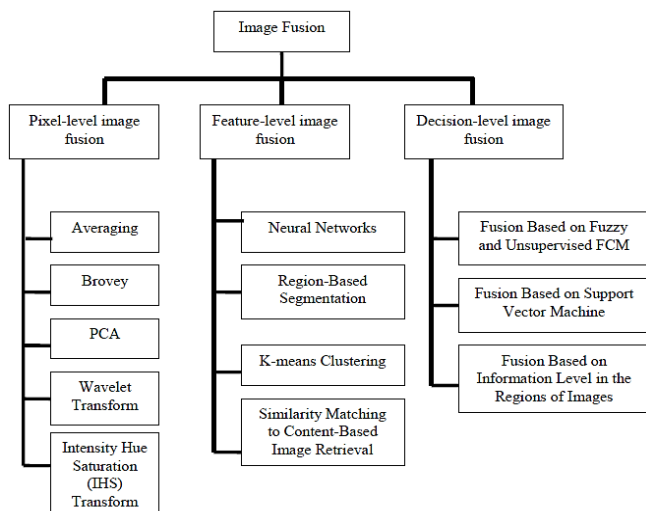 Image Fusion
Pixel-level image
fusion
Feature-level image
fusion
Decision-level image
fusion
Averaging
Brovey
PCA
Wavelet
Transform
Intensity Hue
Saturation
(IHS)
Transform
Neural Networks
Region-Based
Segmentation
K-means Clustering
Similarity Matching
to Content-Based
Image Retrieval
Fusion Based on Fuzzy
and Unsupervised FCM
Fusion Based on Support
Vector Machine
Fusion Based on
Information Level in the
Regions of Images